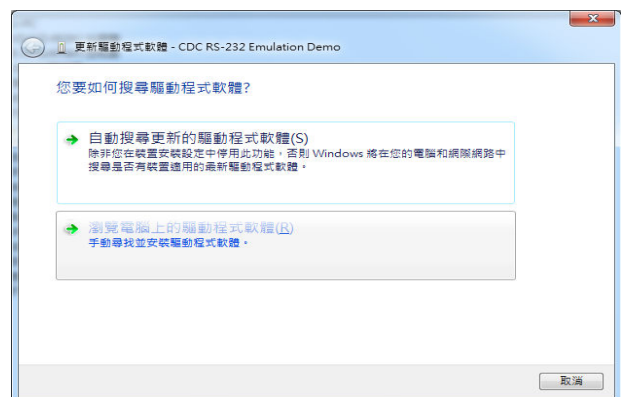 更新驅動程式軟體 - CDC RS-232 Emulation Demo
您要如何搜尋驅動程式軟體?
自動搜尋更新的驅動程式軟體(S)
除非您在裝置安裝設定中停用此功能，否則 Windows 將在您的電腦和網際網路中
搜尋是否有裝置適用的最新驅動程式軟體。
瀏覽電腦上的驅動程式軟體(R)
手動尋找並安裝驅動程式軟體。
取消